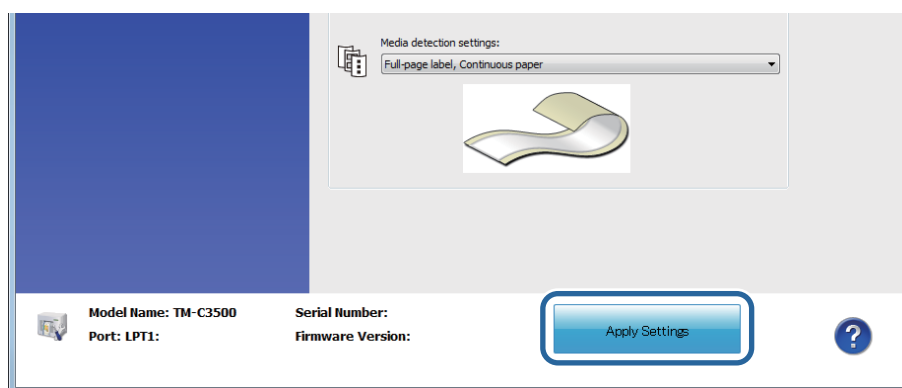 Media detection settings:
Full-page label, Continuous paper
Model Name: TM-C3500
Serial Number:
Port: LPT1:
Firmware Version:
Apply Settings
?